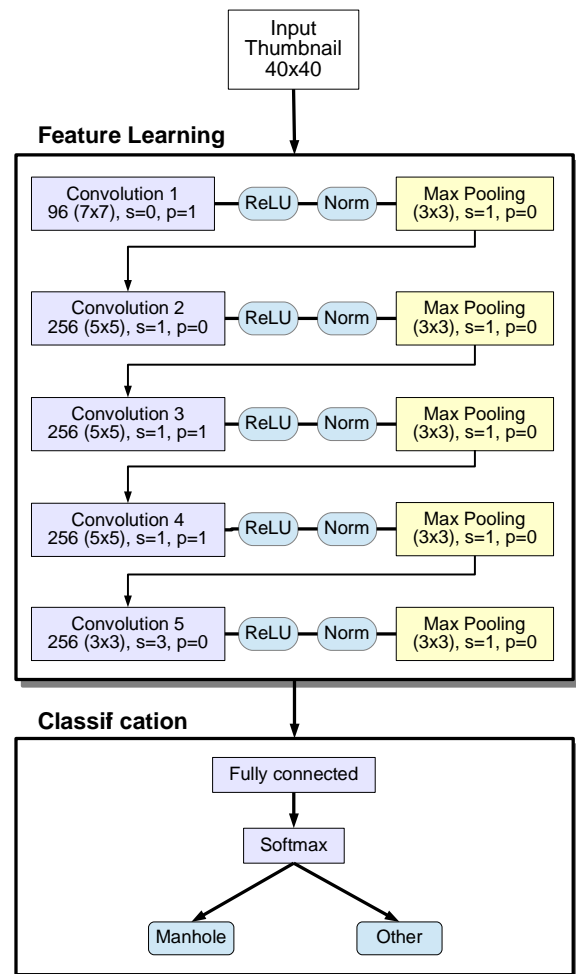 Input
Thumbnail
40x40
Feature Learning
Convolution 1
96 (7x7), s=0, p=1
ReLU
Norm
Max Pooling
(3x3), s=1, p=0
Convolution 2
256 (5x5), s=1, p=0
ReLU
Norm
Max Pooling
(3x3), s=1, p=0
Convolution 3
256 (5x5), s=1, p=1
ReLU
Norm
Max Pooling
(3x3), s=1, p=0
Convolution 4
256 (5x5), s=1, p=1
ReLU
Norm
Max Pooling
(3x3), s=1, p=0
Convolution 5
256 (3x3), s=3, p=0
ReLU
Norm
Max Pooling
(3x3), s=1, p=0
Classif cation
Fully connected
Softmax
Manhole
Other